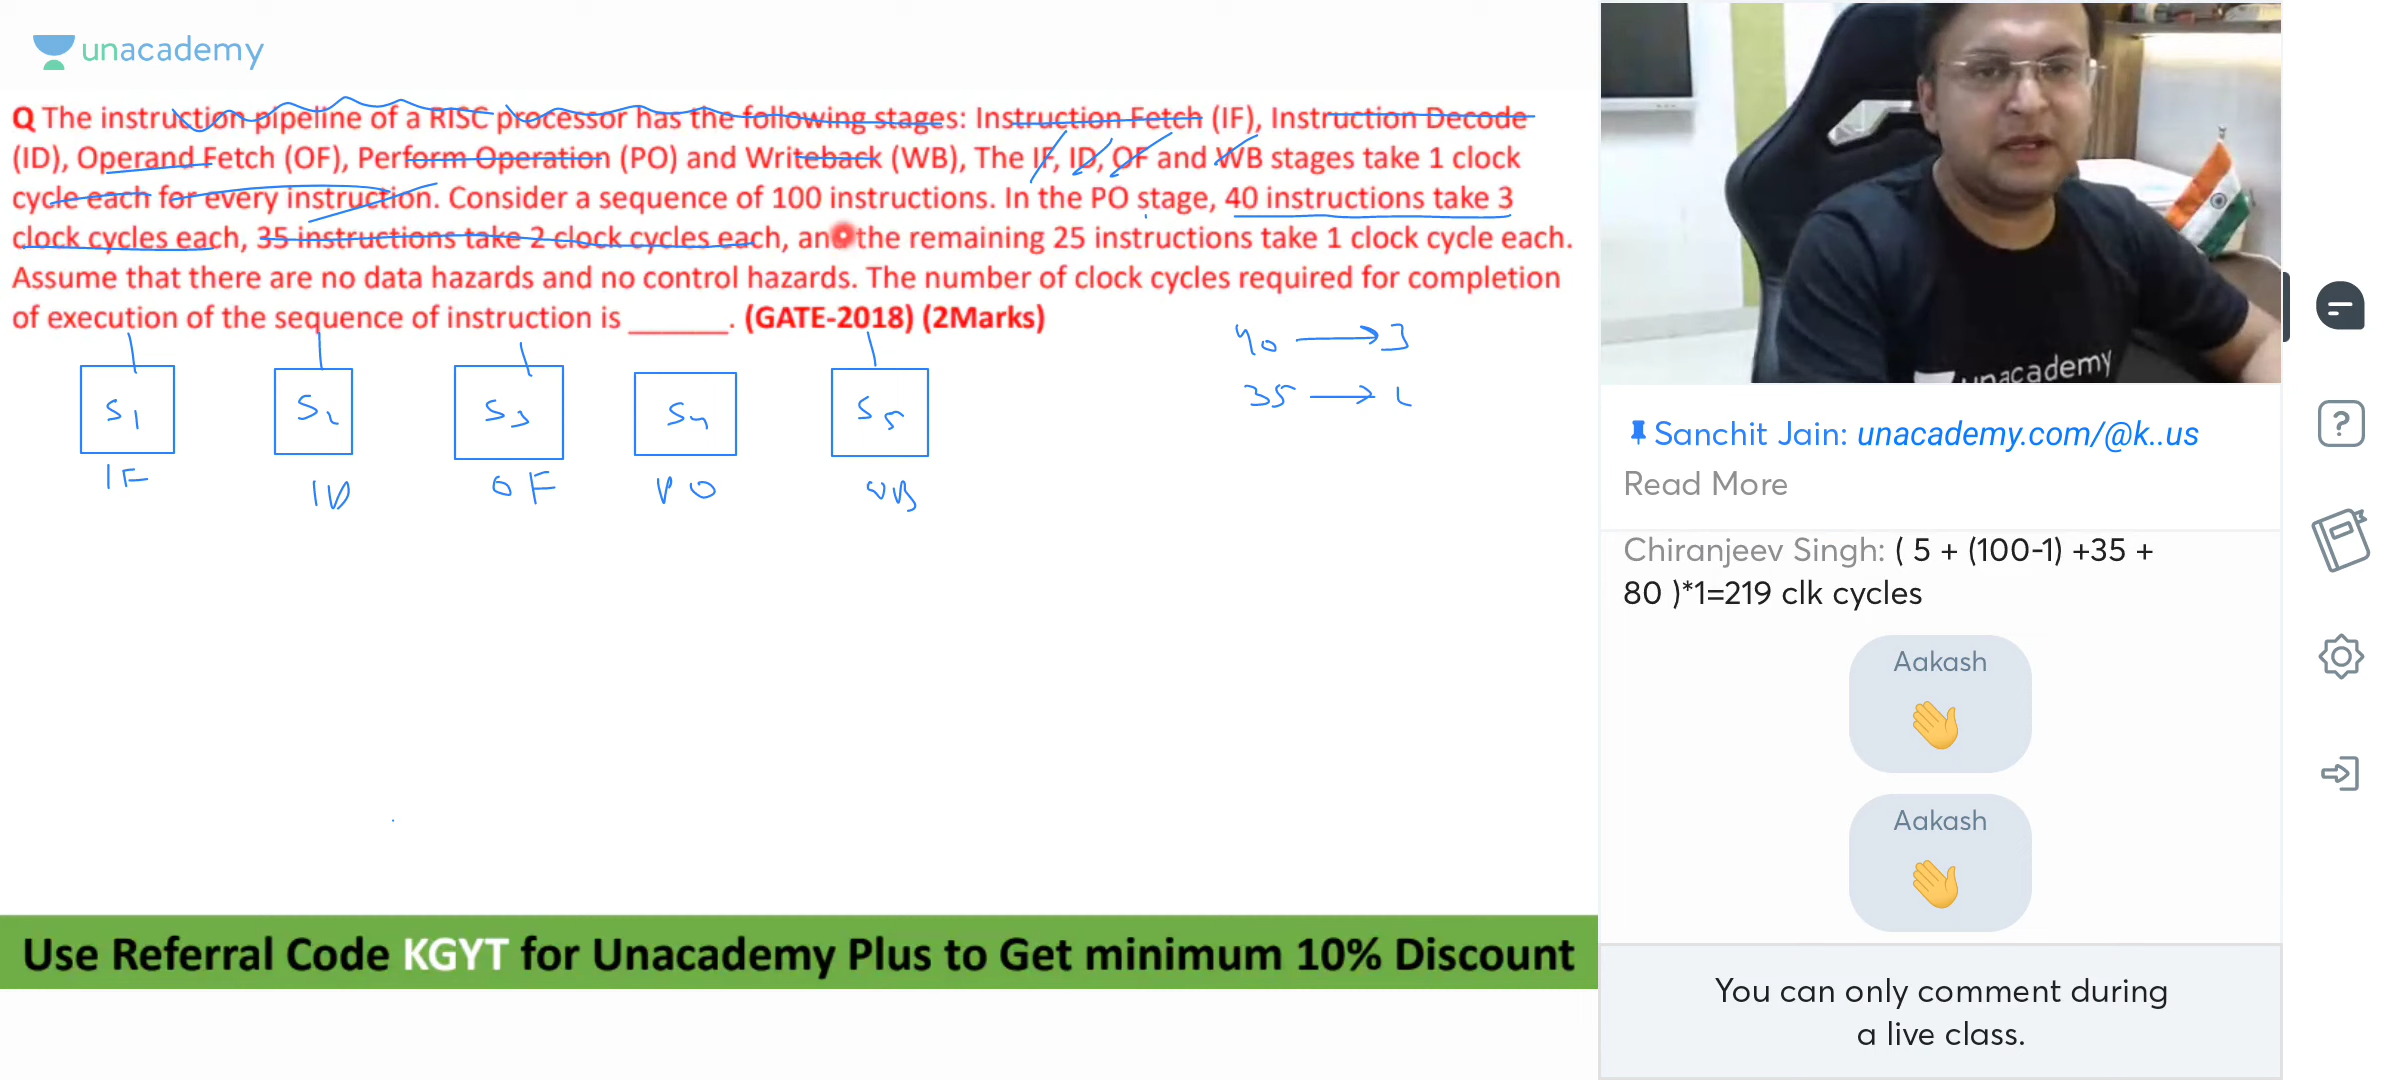 unacademy
Q The instruction pipeline of a RISC processor has the following stages: Instruction Fetch (IF), Instruction Decode
(ID), Operand Fetch (OF), Perform Operation (PO) and Writeback (WB), The IF, ID, OF and WB stages take 1 clock
cycle each for every instruction. Consider a sequence of 100 instructions. In the PO stage, 40 instructions take 3
clock cycles each, 35 instructions take 2 clock cycles each, and the remaining 25 instructions take 1 clock cycle each.
Assume that there are no data hazards and no control hazards. The number of clock cycles required for completion
of execution of the sequence of instruction is ______. (GATE-2018) (2Marks)
40 → 3
35 → 2
S1 S2 S3 S4 S5
IF ID OF PO WB
Use Referral Code KGYT for Unacademy Plus to Get minimum 10% Discount
unacademy
Sanchit Jain: unacademy.com/@k..us
Read More
Chiranjeev Singh: ( 5 + (100-1) +35 +
80 )*1=219 clk cycles
Aakash
Aakash
You can only comment during
a live class.